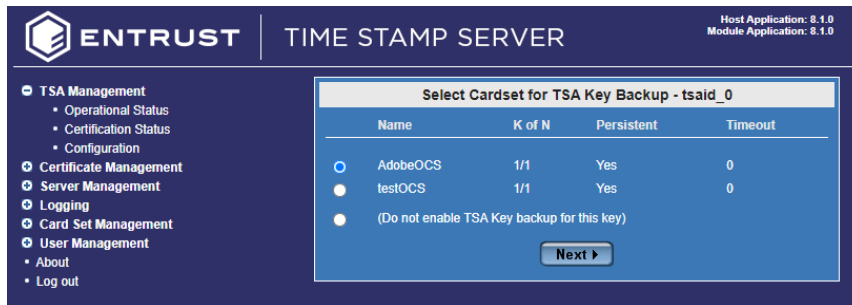 ENTRUST
TIME STAMP SERVER
Host Application: 8.1.0
Module Application: 8.1.0
TSA Management
Operational Status
Certification Status
Configuration
Certificate Management
Server Management
Logging
Card Set Management
User Management
About
Log out
Select Cardset for TSA Key Backup - tsaid_0
Name K of N Persistent Timeout
AdobeOCS 1/1 Yes 0
testOCS 1/1 Yes 0
(Do not enable TSA Key backup for this key)
Next